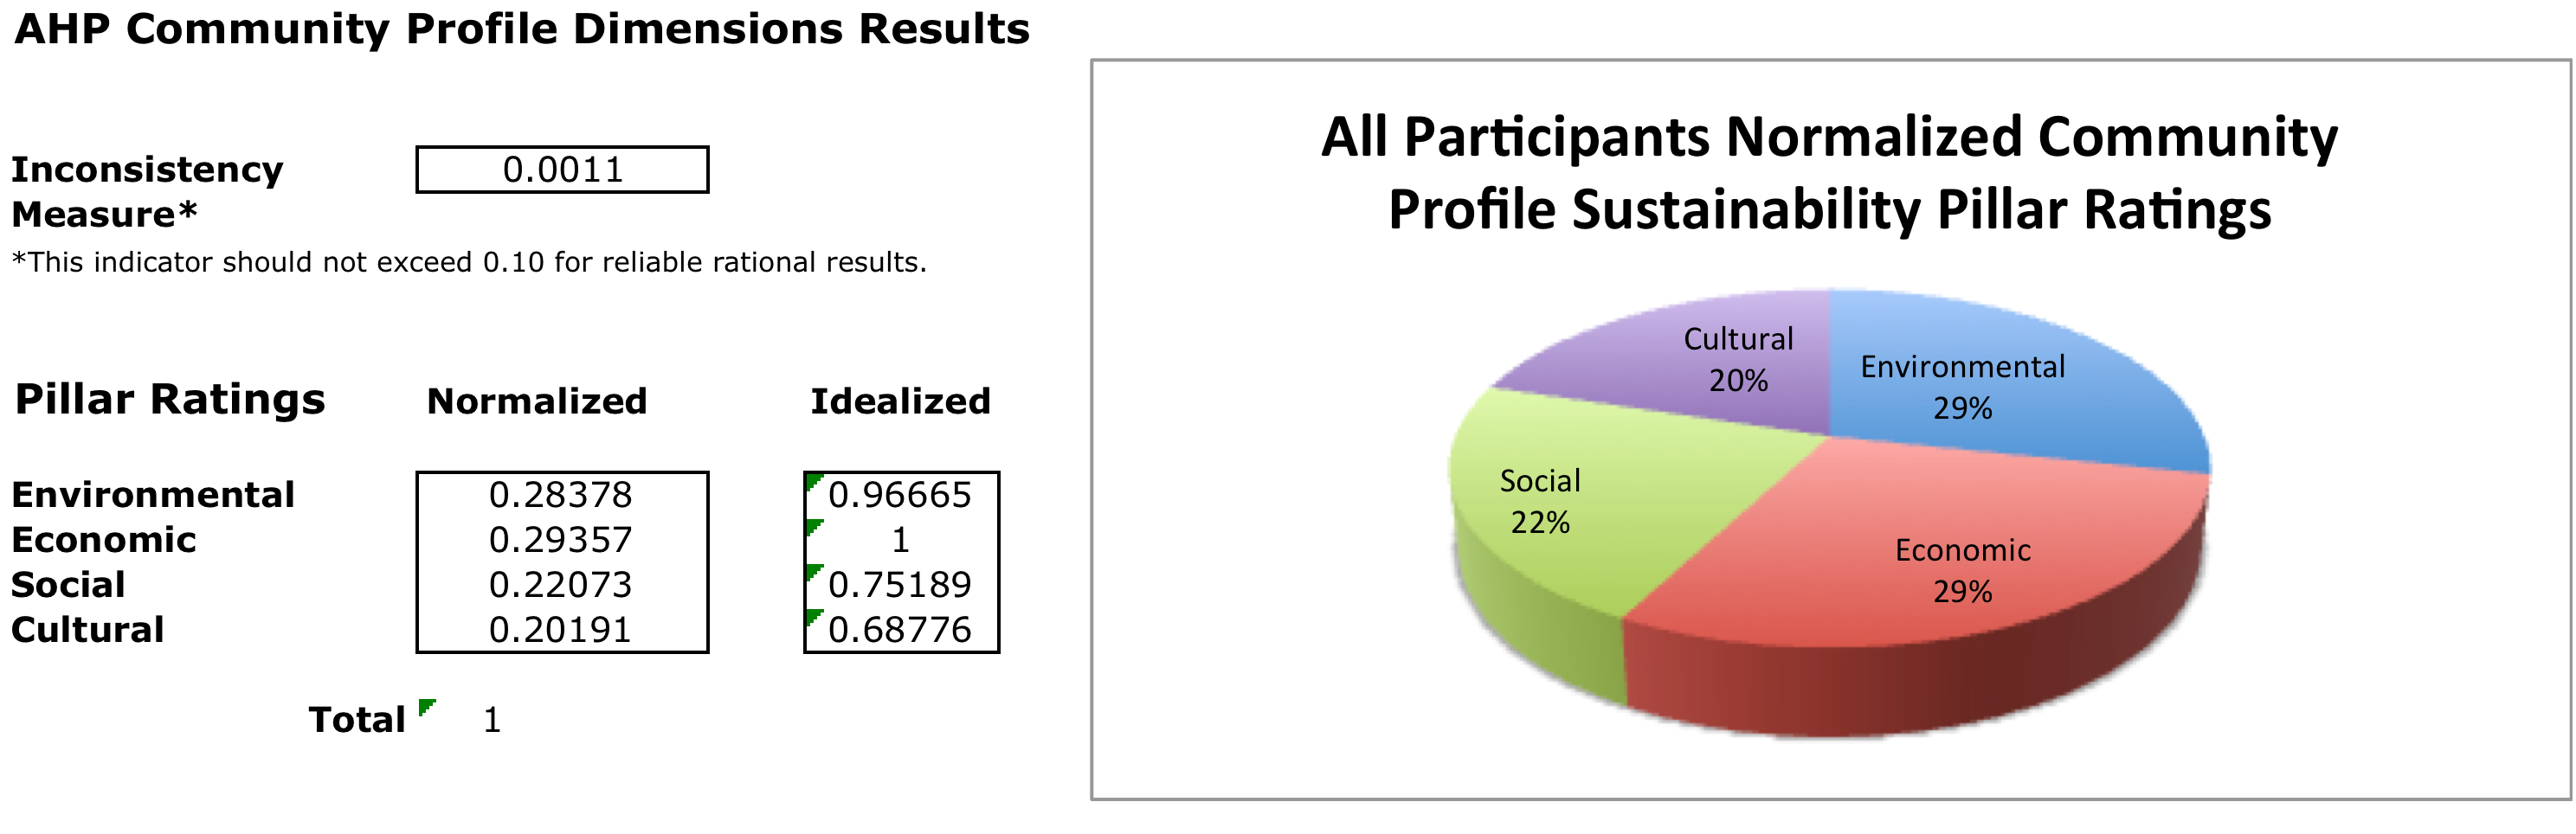 AHP Community Profile Dimensions Results
Inconsistency 0.0011
Measure*
*This indicator should not exceed 0.10 for reliable rational results.
Pillar Ratings Normalized Idealized
Environmental 0.28378 0.96665
Economic 0.29357 1
Social 0.22073 0.75189
Cultural 0.20191 0.68776
Total 1
All Participants Normalized Community
Profile Sustainability Pillar Ratings
Cultural
20%
Environmental
29%
Social
22%
Economic
29%